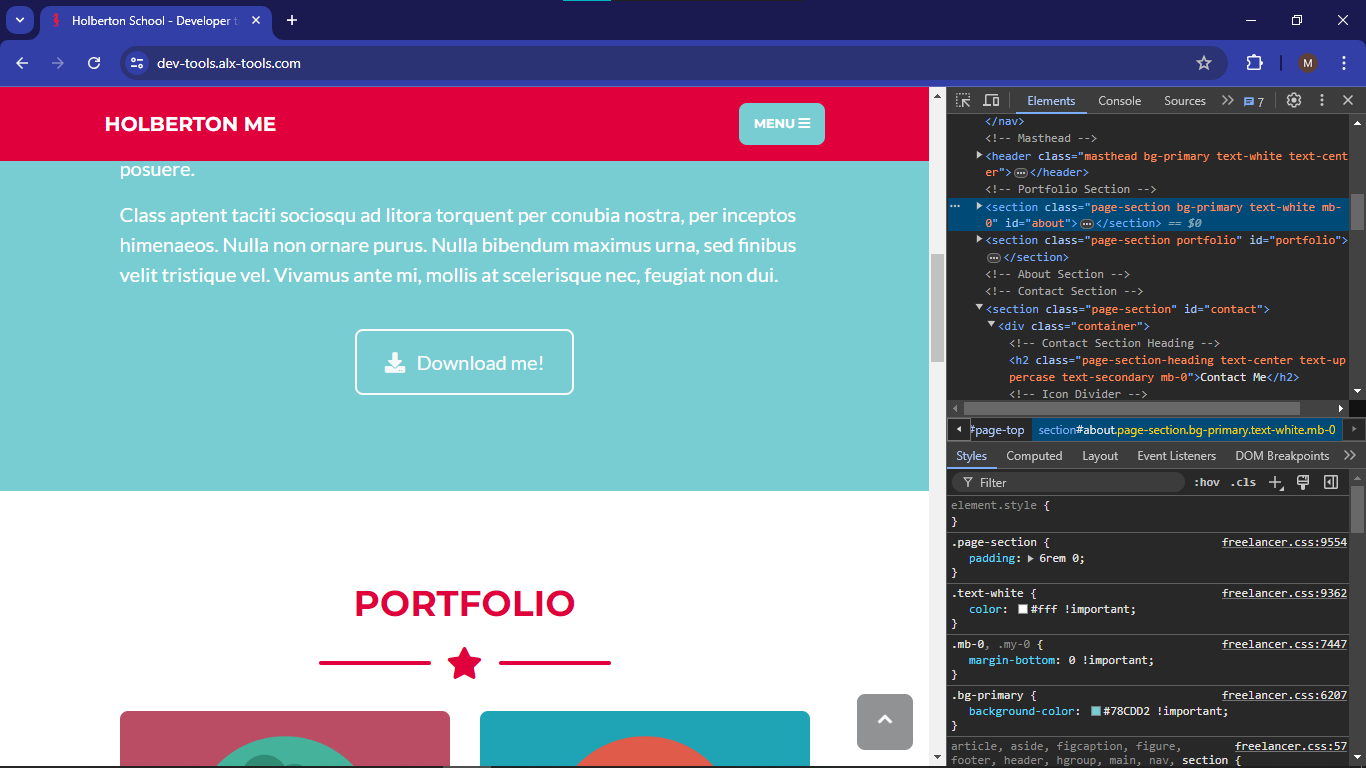 Holberton School - Developer t
dev-tools.alx-tools.com
M
HOLBERTON ME
MENU
posuere.
Class aptent taciti sociosqu ad litora torquent per conubia nostra, per inceptos
himenaeos. Nulla non ornare purus. Nulla bibendum maximus urna, sed finibus
velit tristique vel. Vivamus ante mi, mollis at scelerisque nec, feugiat non dui.
Download me!
PORTFOLIO
Elements Console Sources 7
</nav>
<!-- Masthead -->
<header class="masthead bg-primary text-white text-cent
er"> </header>
<!-- Portfolio Section -->
<section class="page-section bg-primary text-white mb-
0" id="about"> </section> == $0
<section class="page-section portfolio" id="portfolio">
</section>
<!-- About Section -->
<!-- Contact Section -->
<section class="page-section" id="contact">
<div class="container">
<!-- Contact Section Heading -->
<h2 class="page-section-heading text-center text-up
percase text-secondary mb-0">Contact Me</h2>
<!-- Icon Divider -->
#page-top section#about.page-section.bg-primary.text-white.mb-0
Styles Computed Layout Event Listeners DOM Breakpoints
Filter :hov .cls
element.style {
}
.page-section { freelancer.css:9554
padding: 6rem 0;
}
.text-white { freelancer.css:9362
color: #fff !important;
}
.mb-0, .my-0 { freelancer.css:7447
margin-bottom: 0 !important;
}
.bg-primary { freelancer.css:6207
background-color: #78CDD2 !important;
}
article, aside, figcaption, figure, freelancer.css:57
footer, header, hgroup, main, nav, section {